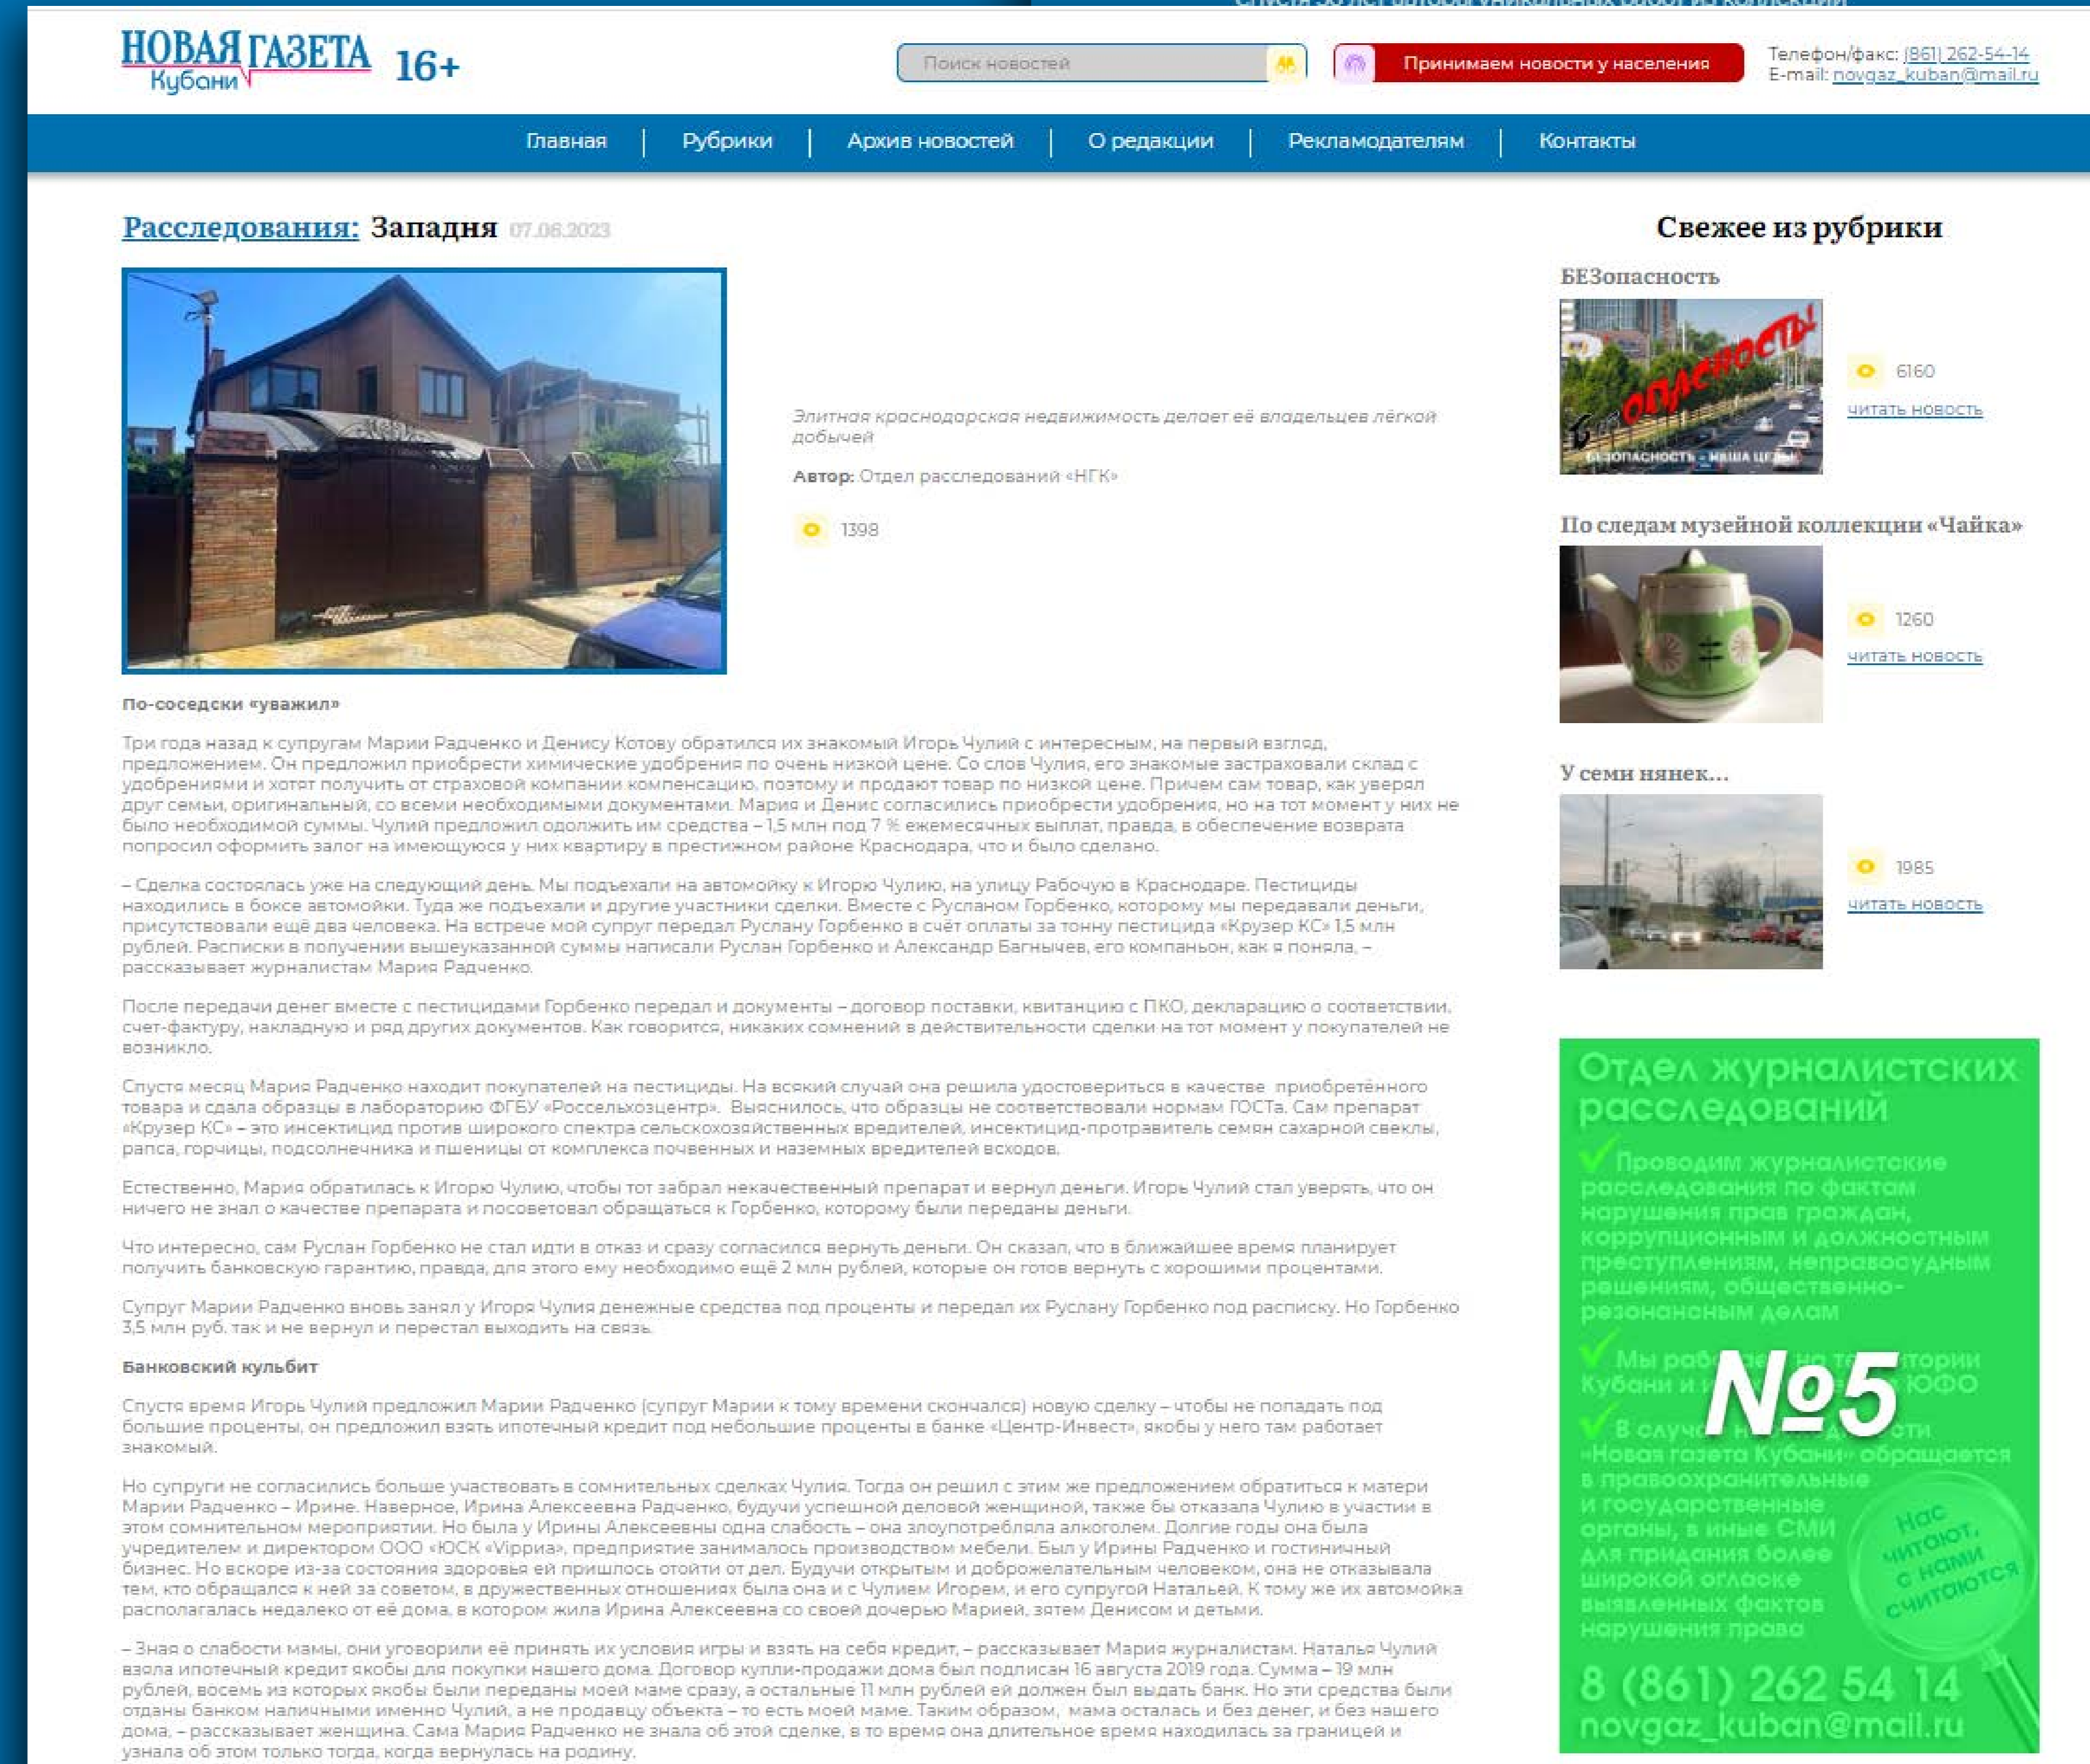 НОВАЯ ГАЗЕТА
Кубани
16+
Поиск новостей
Принимаем новости у населения
Телефон/факс: (861) 262-54-14
E-mail: novgaz_kuban@mail.ru
Главная
Рубрики
Архив новостей
О редакции
Рекламодателям
Контакты
Расследования: Западня 07.06.2023
Элитная краснодарская недвижимость делает её владельцев лёгкой
добычей
Автор: Отдел расследований «НГК»
1398
По-соседски «уважил»
Три года назад к супругам Марии Радченко и Денису Котову обратился их знакомый Игорь Чулий с интересным, на первый взгляд,
предложением. Он предложил приобрести химические удобрения по очень низкой цене. Со слов Чулия, его знакомые застраховали склад с
удобрениями и хотят получить от страховой компании компенсацию, поэтому и продают товар по низкой цене. Причем сам товар, как уверял
друг семьи, оригинальный, со всеми необходимыми документами. Мария и Денис согласились приобрести удобрения, но на тот момент у них не
было необходимой суммы. Чулий предложил одолжить им средства – 1,5 млн под 7 % ежемесячных выплат, правда, в обеспечение возврата
попросил оформить залог на имеющуюся у них квартиру в престижном районе Краснодара, что и было сделано.
– Сделка состоялась уже на следующий день. Мы подъехали на автомойку к Игорю Чулию, на улицу Рабочую в Краснодаре. Пестициды
находились в боксе автомойки. Туда же подъехали и другие участники сделки. Вместе с Русланом Горбенко, которому мы передавали деньги,
присутствовали ещё два человека. На встрече мой супруг передал Руслану Горбенко в счёт оплаты за тонну пестицида «Крузер КС» 1,5 млн
рублей. Расписки в получении вышеуказанной суммы написали Руслан Горбенко и Александр Багнычев, его компаньон, как я поняла, –
рассказывает журналистам Мария Радченко.
После передачи денег вместе с пестицидами Горбенко передал и документы – договор поставки, квитанцию с ПКО, декларацию о соответствии,
счет-фактуру, накладную и ряд других документов. Как говорится, никаких сомнений в действительности сделки на тот момент у покупателей не
возникло.
Спустя месяц Мария Радченко находит покупателей на пестициды. На всякий случай она решила удостовериться в качестве приобретённого
товара и сдала образцы в лабораторию ФГБУ «Россельхозцентр». Выяснилось, что образцы не соответствовали нормам ГОСТа. Сам препарат
«Крузер КС» – это инсектицид против широкого спектра сельскохозяйственных вредителей, инсектицид-протравитель семян сахарной свеклы,
рапса, горчицы, подсолнечника и пшеницы от комплекса почвенных и наземных вредителей всходов.
Естественно, Мария обратилась к Игорю Чулию, чтобы тот забрал некачественный препарат и вернул деньги. Игорь Чулий стал уверять, что он
ничего не знал о качестве препарата и посоветовал обращаться к Горбенко, которому были переданы деньги.
Что интересно, сам Руслан Горбенко не стал идти в отказ и сразу согласился вернуть деньги. Он сказал, что в ближайшее время планирует
получить банковскую гарантию, правда, для этого ему необходимо ещё 2 млн рублей, которые он готов вернуть с хорошими процентами.
Супруг Марии Радченко вновь занял у Игоря Чулия денежные средства под проценты и передал их Руслану Горбенко под расписку. Но Горбенко
3,5 млн руб. так и не вернул и перестал выходить на связь.
Банковский кульбит
Спустя время Игорь Чулий предложил Марии Радченко (супруг Марии к тому времени скончался) новую сделку – чтобы не попадать под
большие проценты, он предложил взять ипотечный кредит под небольшие проценты в банке «Центр-Инвест», якобы у него там работает
знакомый.
Но супруги не согласились больше участвовать в сомнительных сделках Чулия. Тогда он решил с этим же предложением обратиться к матери
Марии Радченко – Ирине. Наверное, Ирина Алексеевна Радченко, будучи успешной деловой женщиной, также бы отказала Чулию в участии в
этом сомнительном мероприятии. Но была у Ирины Алексеевны одна слабость – она злоупотребляла алкоголем. Долгие годы она была
учредителем и директором ООО «ЮСК «Vippиа», предприятие занималось производством мебели. Был у Ирины Радченко и гостиничный
бизнес. Но вскоре из-за состояния здоровья ей пришлось отойти от дел. Будучи открытым и доброжелательным человеком, она не отказывала
тем, кто обращался к ней за советом, в дружественных отношениях была она и с Чулием Игорем, и его супругой Натальей. К тому же их автомойка
располагалась недалеко от её дома, в котором жила Ирина Алексеевна со своей дочерью Марией, зятем Денисом и детьми.
– Зная о слабости мамы, они уговорили её принять их условия игры и взять на себя кредит, – рассказывает Мария журналистам. Наталья Чулий
взяла ипотечный кредит якобы для покупки нашего дома. Договор купли-продажи дома был подписан 16 августа 2019 года. Сумма – 19 млн
рублей, восемь из которых якобы были переданы моей маме сразу, а остальные 11 млн рублей ей должен был выдать банк. Но эти средства были
отданы банком наличными именно Чулий, а не продавцу объекта – то есть моей маме. Таким образом, мама осталась и без денег, и без нашего
дома, – рассказывает женщина. Сама Мария Радченко не знала об этой сделке, в то время она длительное время находилась за границей и
узнала об этом только тогда, когда вернулась на родину.
Свежее из рубрики
БЕЗопасность
ОПАСНОСТЬ!
БЕЗОПАСНОСТЬ – НАША ЦЕЛЬ
6160
читать новость
По следам музейной коллекции «Чайка»
1260
читать новость
У семи нянек...
1985
читать новость
Отдел журналистских
расследований
Проводим журналистские
расследования по фактам
нарушения прав граждан,
коррупционным и должностным
преступлениям, неправосудным
решениям, общественно-
резонансным делам
Мы на
Кубани и ЮФО
№5
В
«Новая газета Кубани» обращается
в правоохранительные
и государственные
органы, в иные СМИ
для придания более
широкой огласке
выявленных фактов
нарушения права
Нас
читают,
с нами
считаются
8 (861) 262 54 14
novgaz_kuban@mail.ru